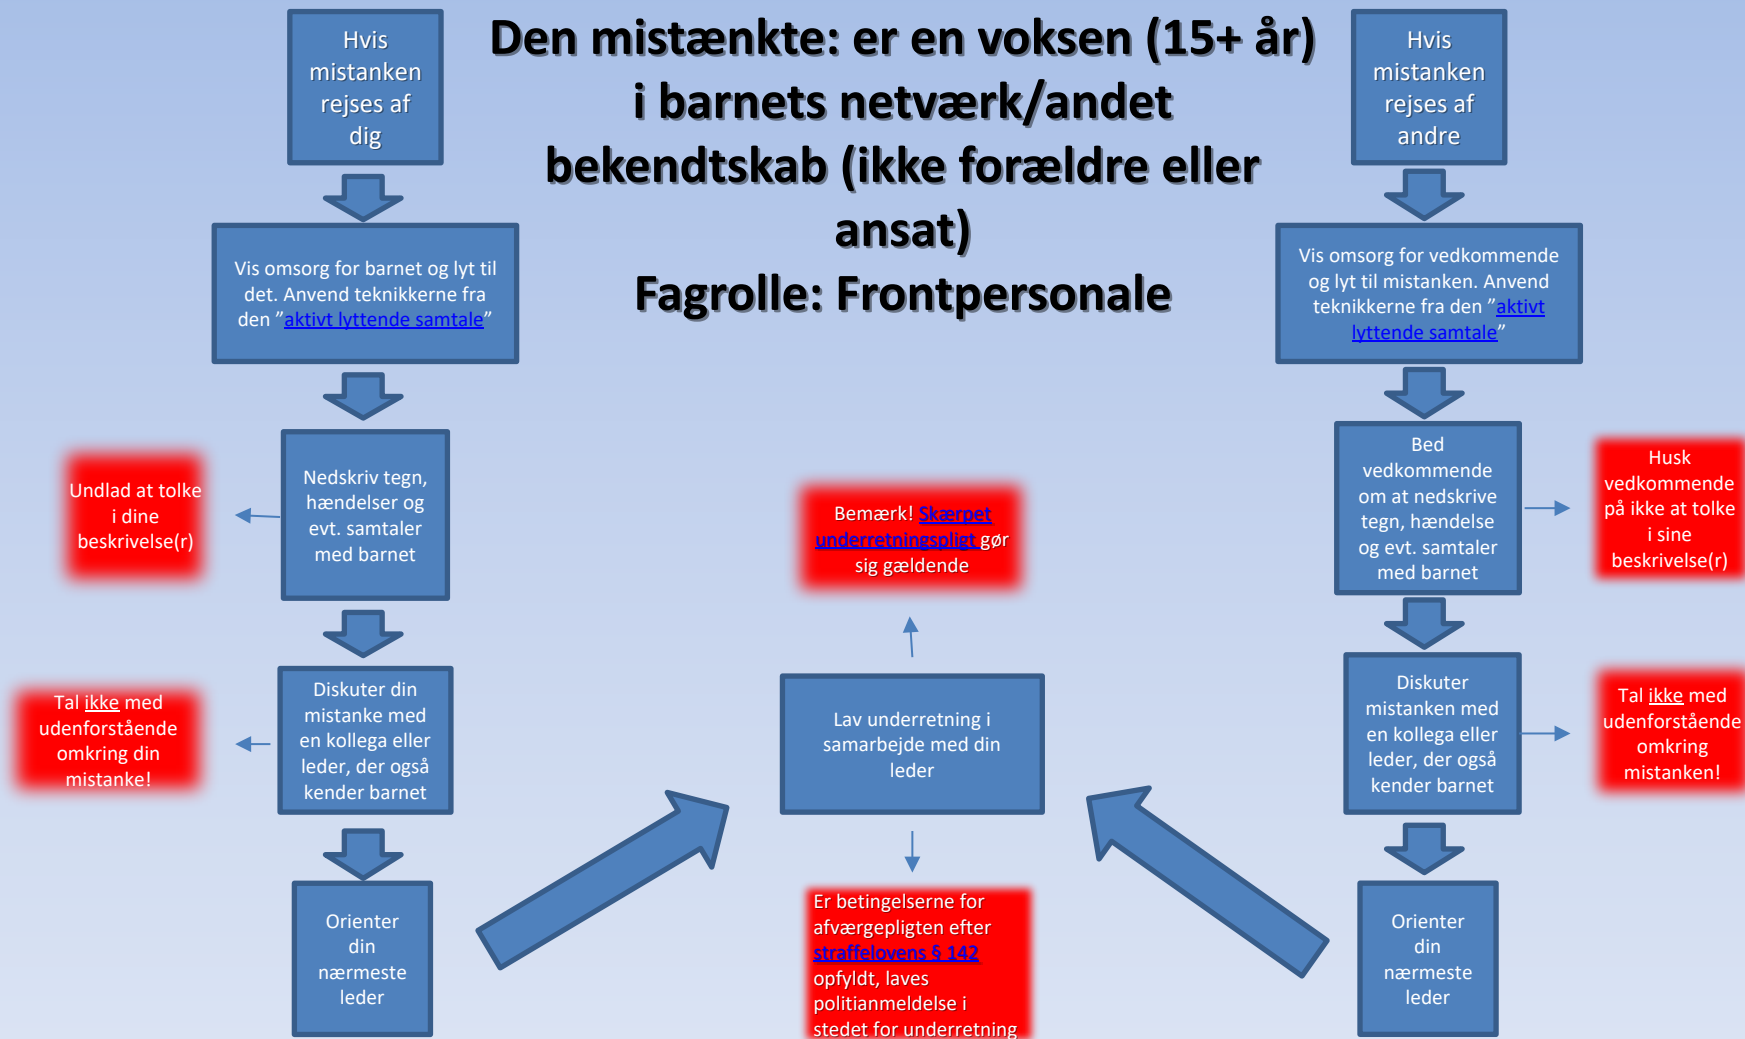 Den mistænkte: er en voksen (15+ år)
i barnets netværk/andet
bekendtskab (ikke forældre eller
ansat)
Fagrolle: Frontpersonale
Hvis
mistanken
rejses af
dig
Vis omsorg for barnet og lyt til
det. Anvend teknikkerne fra
den ”aktivt lyttende samtale”
Nedskriv tegn,
hændelser og
evt. samtaler
med barnet
Undlad at tolke
i dine
beskrivelse(r)
Diskuter din
mistanke med
en kollega eller
leder, der også
kender barnet
Tal ikke med
udenforstående
omkring din
mistanke!
Orienter
din
nærmeste
leder
Bemærk! Skærpet
underretningspligt gør
sig gældende
Lav underretning i
samarbejde med din
leder
Er betingelserne for
afværgepligten efter
straffelovens § 142
opfyldt, laves
politianmeldelse i
stedet for underretning
Hvis
mistanken
rejses af
andre
Vis omsorg for vedkommende
og lyt til mistanken. Anvend
teknikkerne fra den ”aktivt
lyttende samtale”
Bed
vedkommende
om at nedskrive
tegn, hændelse
og evt. samtaler
med barnet
Husk
vedkommende
på ikke at tolke
i sine
beskrivelse(r)
Diskuter
mistanken med
en kollega eller
leder, der også
kender barnet
Tal ikke med
udenforstående
omkring
mistanken!
Orienter
din
nærmeste
leder